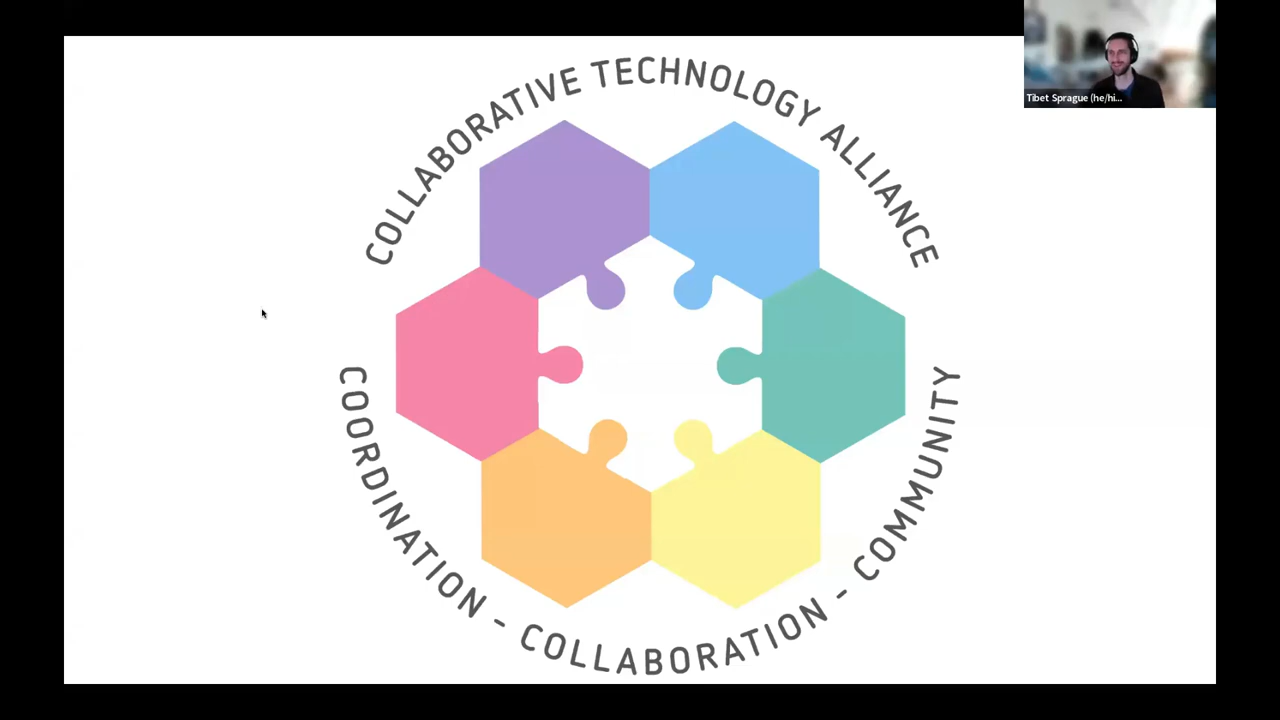 COLLABORATIVE TECHNOLOGY ALLIANCE
Tibet Sprague (he/hi...
COORDINATION - COLLABORATION - COMMUNITY